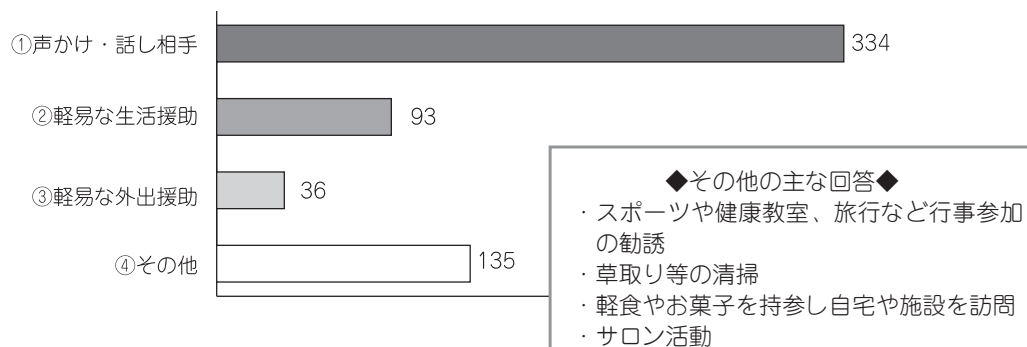 ①声かけ・話し相手
334
②軽易な生活援助
93
③軽易な外出援助
36
④その他
135
◆その他の主な回答◆
・スポーツや健康教室、旅行など行事参加
の勧誘
・草取り等の清掃
・軽食やお菓子を持参し自宅や施設を訪問
・サロン活動